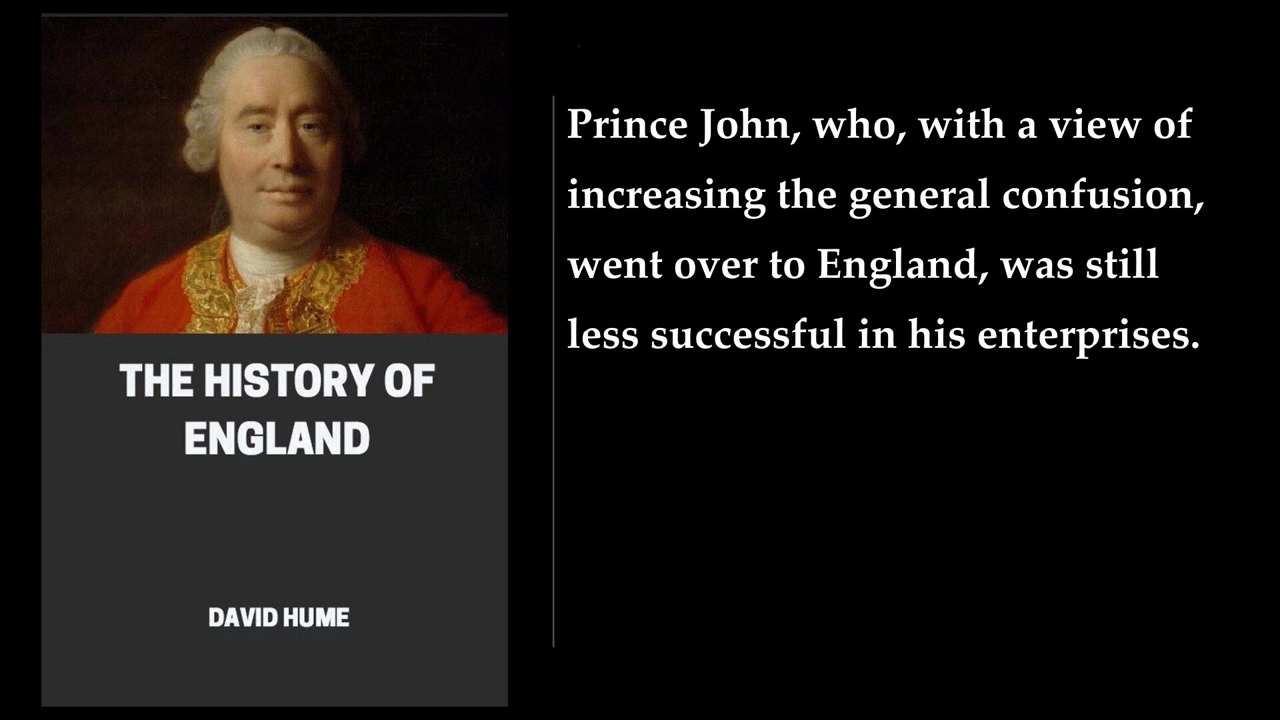 THE HISTORY OF
ENGLAND
DAVID HUME
Prince John, who, with a view of
increasing the general confusion,
went over to England, was still
less successful in his enterprises.